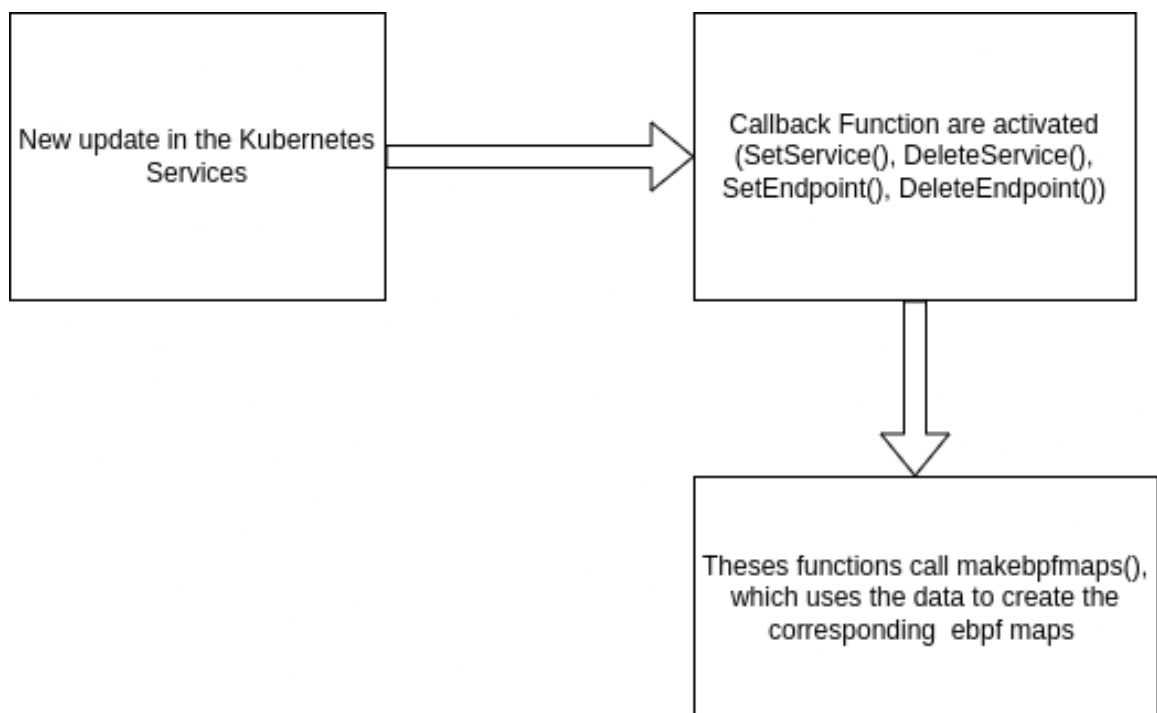 New update in the Kubernetes
Services
Callback Function are activated
(SetService(), DeleteService(),
SetEndpoint(), DeleteEndpoint())
Theses functions call makebpfmaps(),
which uses the data to create the
corresponding  ebpf maps